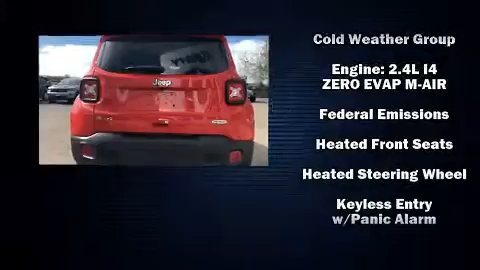 Cold Weather Group
Engine: 2.4L I4
ZERO EVAP M-AIR
Federal Emissions
Heated Front Seats
Heated Steering Wheel
Keyless Entry
w/Panic Alarm
Jeep